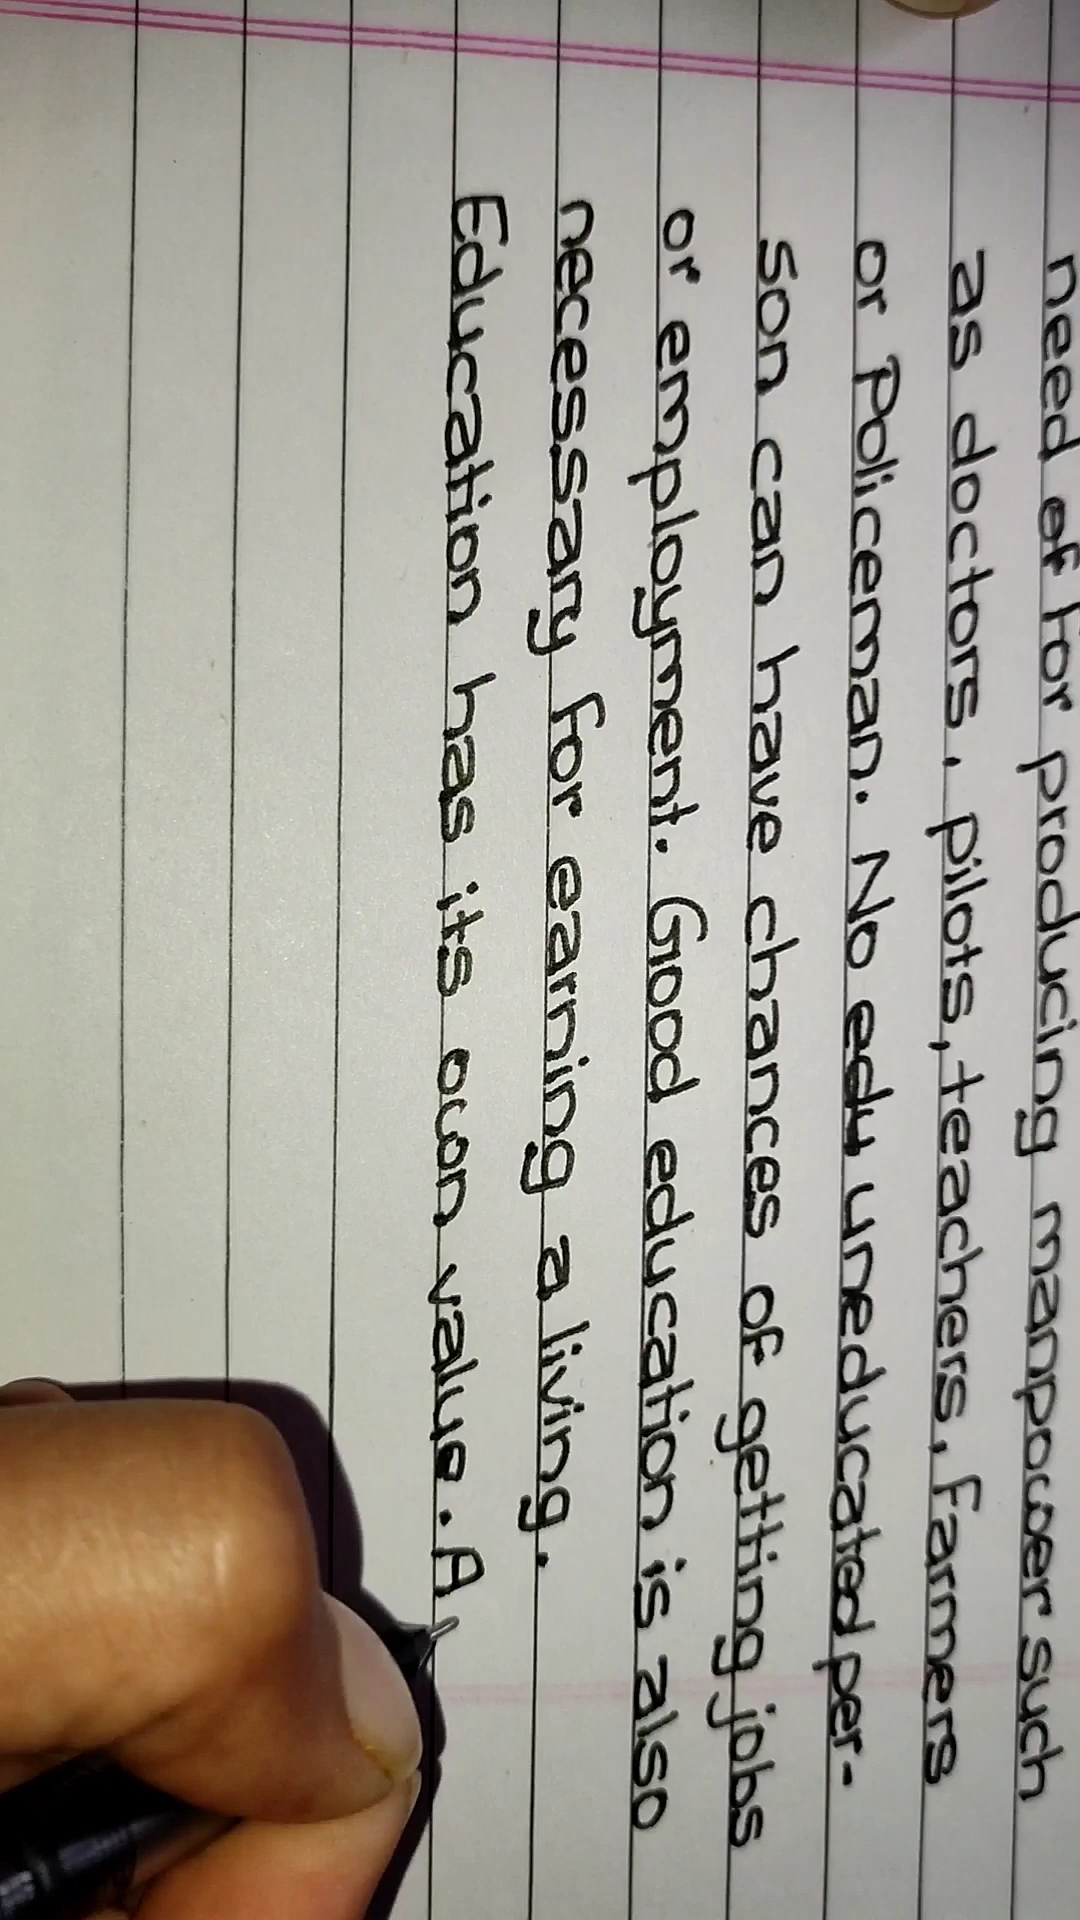 need of for producing manpower such
as doctors, pilots, teachers, farmers
or Policeman. No edu uneducated per-
son can have chances of getting jobs
or employment. Good education is also
necessary for earning a living.
Education has its own value. A